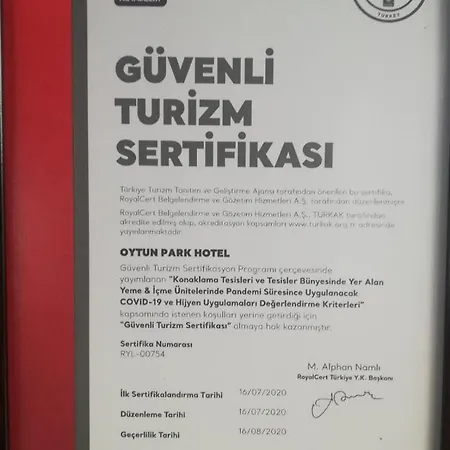 TURKEY
GÜVENLİ
TURİZM
SERTİFİKASI
Türkiye Turizm Tanıtım ve Geliştirme Ajansı tarafından önerilen bu sertifika,
RoyalCert Belgelendirme ve Gözetim Hizmetleri A.Ş. tarafından düzenlenmiştir.
RoyalCert Belgelendirme ve Gözetim Hizmetleri A.Ş., TÜRKAK tarafından
akredite edilmiş olup, akreditasyon kapsamları www.turkak.org.tr adresinde
yayınlanmaktadır.
OYTUN PARK HOTEL
Güvenli Turizm Sertifikasyon Programı çerçevesinde
yayımlanan "Konaklama Tesisleri ve Tesisler Bünyesinde Yer Alan
Yeme & İçme Ünitelerinde Pandemi Süresince Uygulanacak
COVID-19 ve Hijyen Uygulamaları Değerlendirme Kriterleri"
kapsamında istenen koşulları yerine getirdiği için
"Güvenli Turizm Sertifikası" almaya hak kazanmıştır.
Sertifika Numarası
RYL-00754
M. Alphan Namlı
RoyalCert Türkiye Y.K. Başkanı
İlk Sertifikalandırma Tarihi 16/07/2020
Düzenleme Tarihi 16/07/2020
Geçerlilik Tarihi 16/08/2020